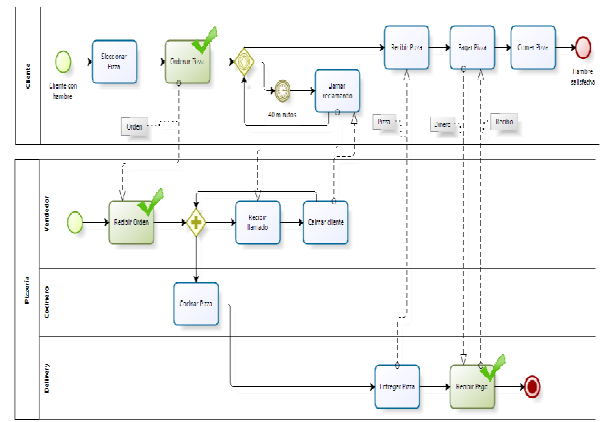 Cliente
Cliente con
hambre
Seleccionar
Pizza
Ordenar Pizza
40 minutos
Llamar
reclamando
Recibir Pizza
Pagar Pizza
Comer Pizza
Hambre
satisfecho
Orden
Pizza
Dinero
Recibo
Pizzería
Vendedor
Recibir Orden
Recibir
llamado
Calmar cliente
Cocinero
Cocinar Pizza
Delivery
Entregar Pizza
Recibir Pago